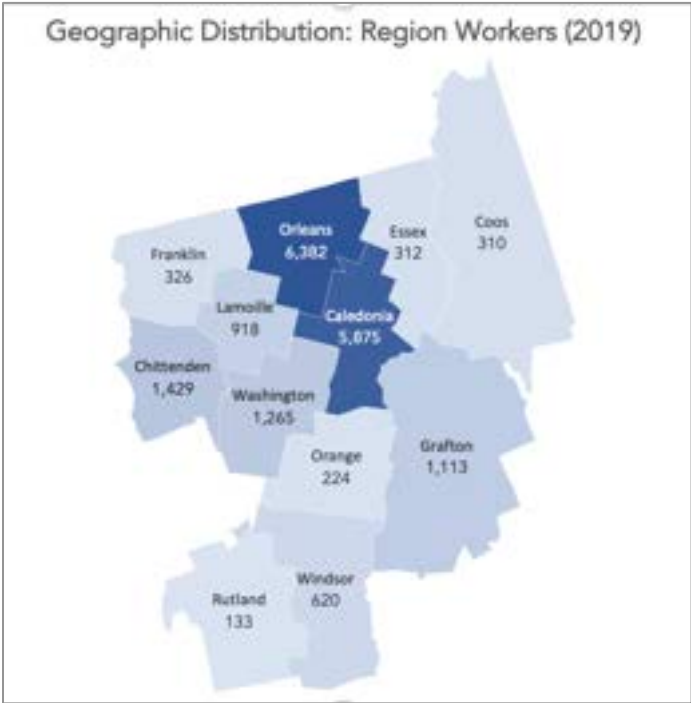 Geographic Distribution: Region Workers (2019)
Orleans
6,382
Essex
312
Coos
310
Franklin
326
Lamoille
918
Caledonia
5,875
Chittenden
1,429
Washington
1,265
Orange
224
Grafton
1,113
Windsor
620
Rutland
133